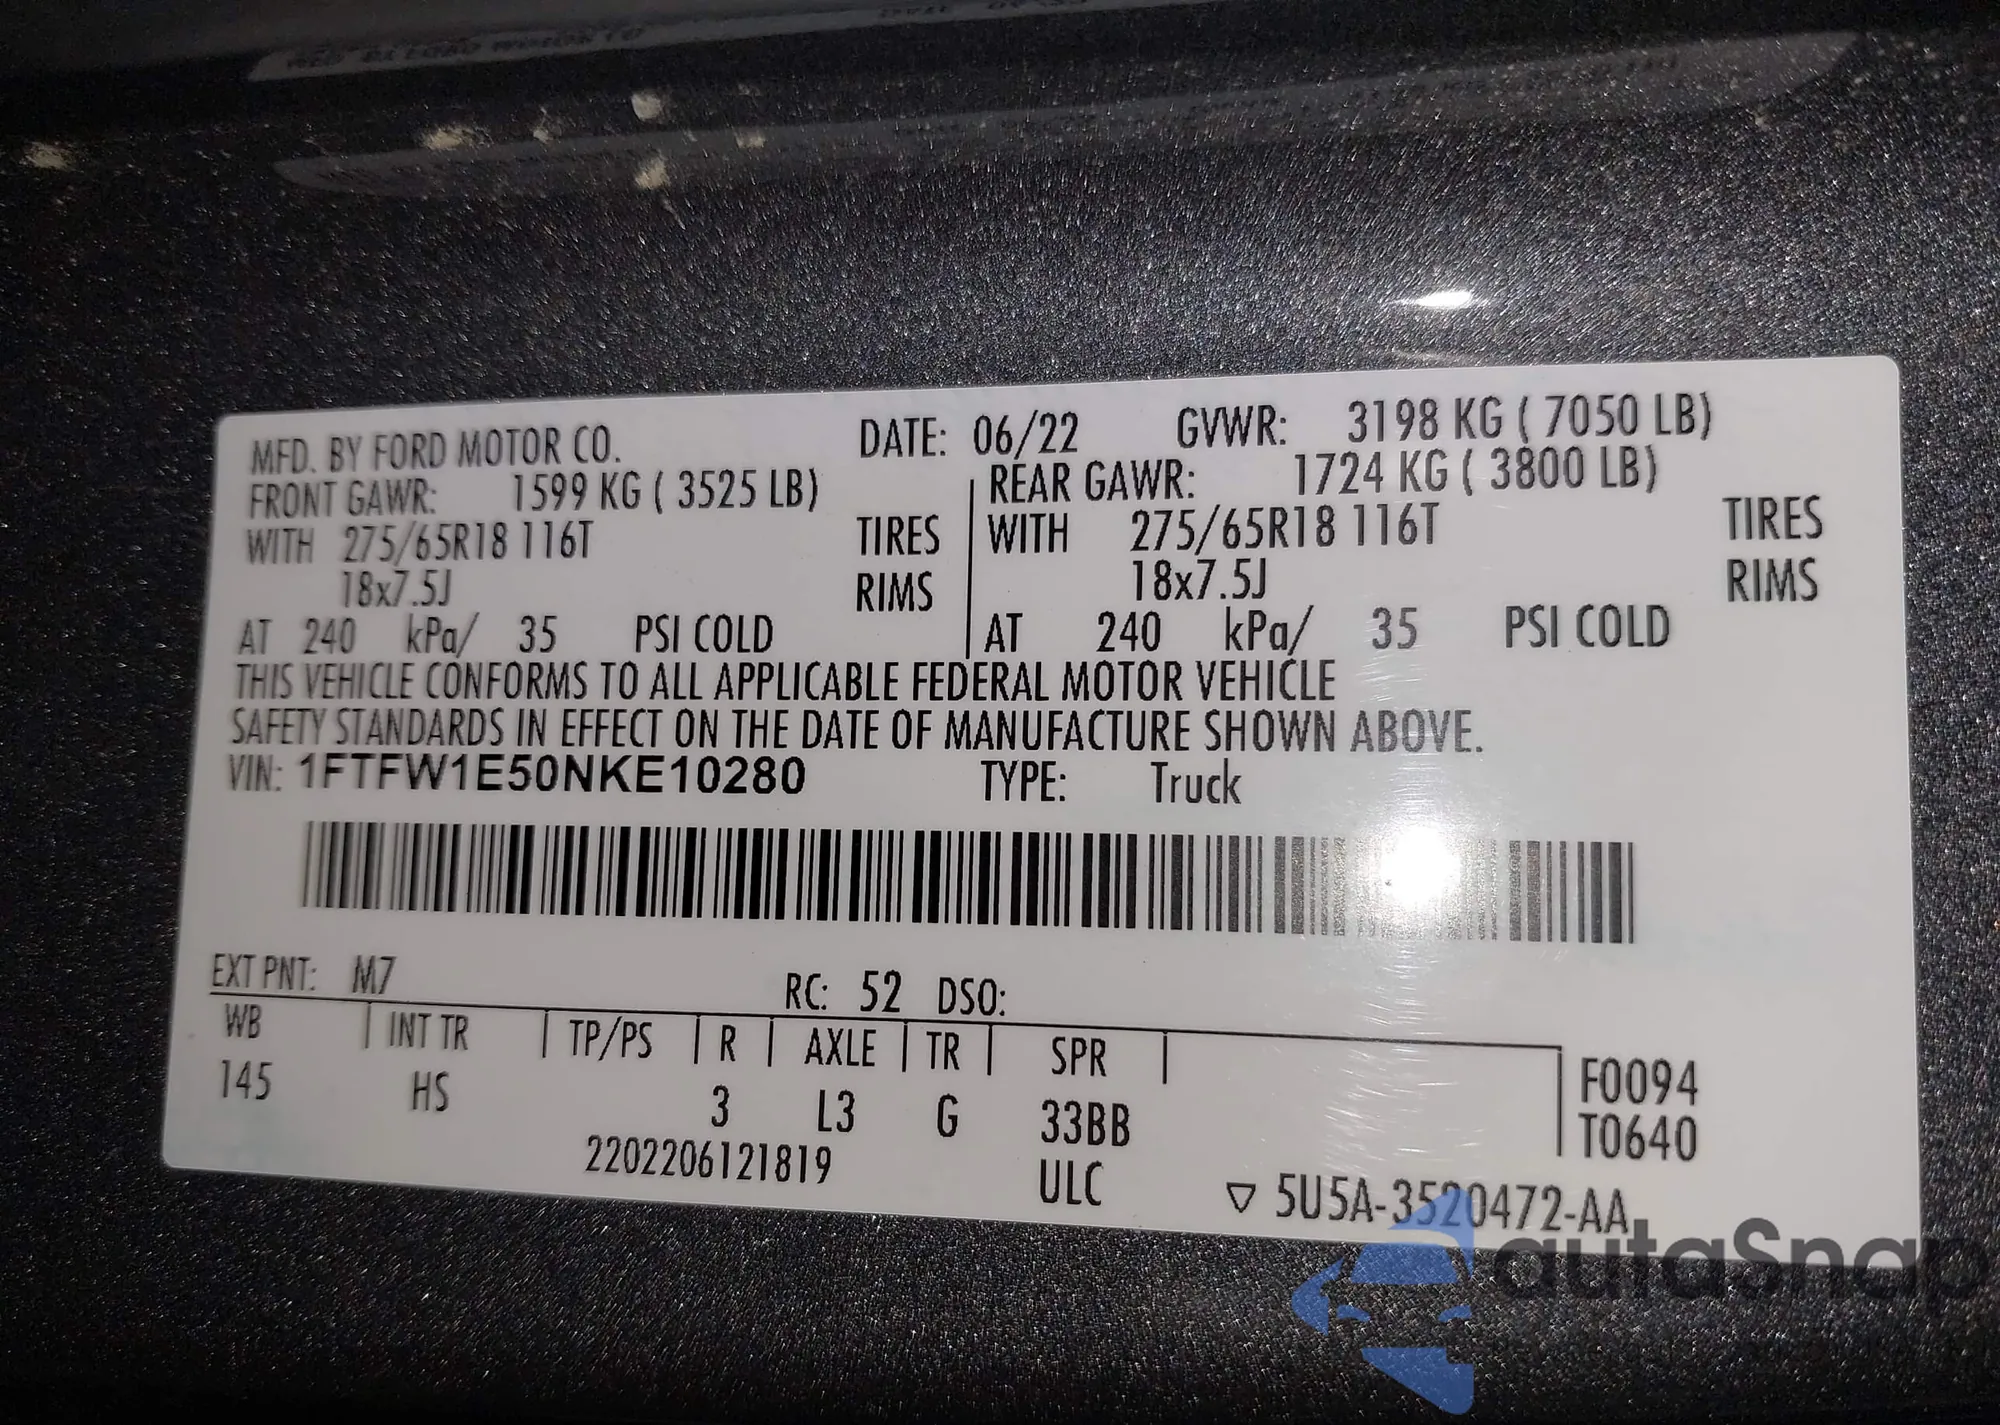 MFD. BY FORD MOTOR CO. DATE: 06/22 GVWR: 3198 KG ( 7050 LB)
FRONT GAWR: 1599 KG ( 3525 LB) REAR GAWR: 1724 KG ( 3800 LB)
WITH 275/65R18 116T TIRES WITH 275/65R18 116T TIRES
18x7.5J RIMS 18x7.5J RIMS
AT 240 kPa/ 35 PSI COLD AT 240 kPa/ 35 PSI COLD
THIS VEHICLE CONFORMS TO ALL APPLICABLE FEDERAL MOTOR VEHICLE
SAFETY STANDARDS IN EFFECT ON THE DATE OF MANUFACTURE SHOWN ABOVE.
VIN: 1FTFW1E50NKE10280 TYPE: Truck
EXT PNT: M7 RC: 52 DSO:
WB INT TR TP/PS R AXLE TR SPR F0094
145 HS 3 L3 G 33BB T0640
2202206121819 ULC ▽ 5U5A-3520472-AA
autaSnap